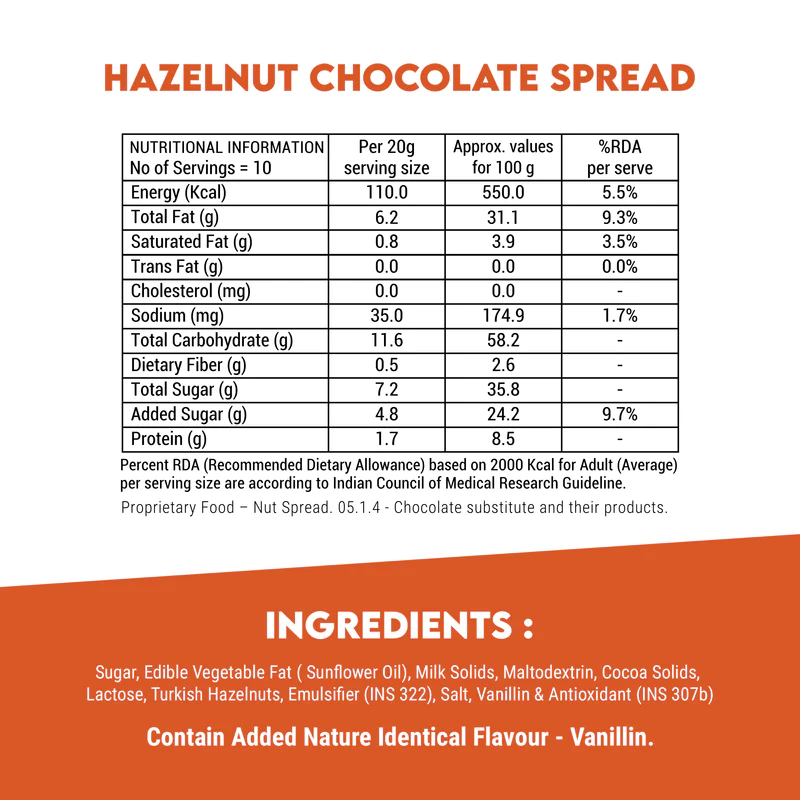 HAZELNUT CHOCOLATE SPREAD
NUTRITIONAL INFORMATION No of Servings = 10 | Per 20g serving size | Approx. values for 100 g | %RDA per serve
Energy (Kcal) 110.0 550.0 5.5%
Total Fat (g) 6.2 31.1 9.3%
Saturated Fat (g) 0.8 3.9 3.5%
Trans Fat (g) 0.0 0.0 0.0%
Cholesterol (mg) 0.0 0.0 -
Sodium (mg) 35.0 174.9 1.7%
Total Carbohydrate (g) 11.6 58.2 -
Dietary Fiber (g) 0.5 2.6 -
Total Sugar (g) 7.2 35.8 -
Added Sugar (g) 4.8 24.2 9.7%
Protein (g) 1.7 8.5 -
Percent RDA (Recommended Dietary Allowance) based on 2000 Kcal for Adult (Average)
per serving size are according to Indian Council of Medical Research Guideline.
Proprietary Food – Nut Spread. 05.1.4 - Chocolate substitute and their products.
INGREDIENTS :
Sugar, Edible Vegetable Fat ( Sunflower Oil), Milk Solids, Maltodextrin, Cocoa Solids,
Lactose, Turkish Hazelnuts, Emulsifier (INS 322), Salt, Vanillin & Antioxidant (INS 307b)
Contain Added Nature Identical Flavour - Vanillin.